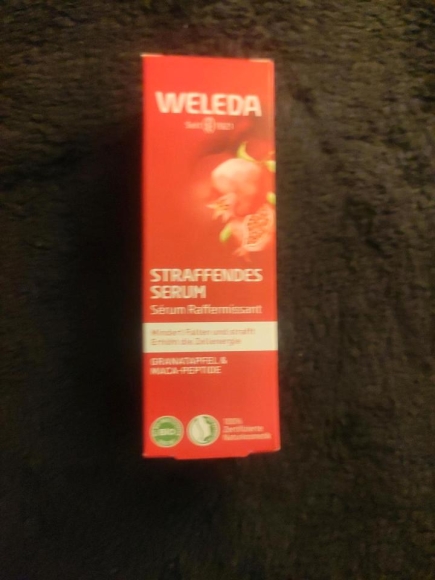 WELEDA
Seit 1921
STRAFFENDES
SERUM
Sérum Raffermissant
Mindert Falten und strafft
Erhöht die Zellenergie
GRANATAPFEL &
MACA-PEPTIDE
BIO
100%
Zertifizierte
Naturkosmetik